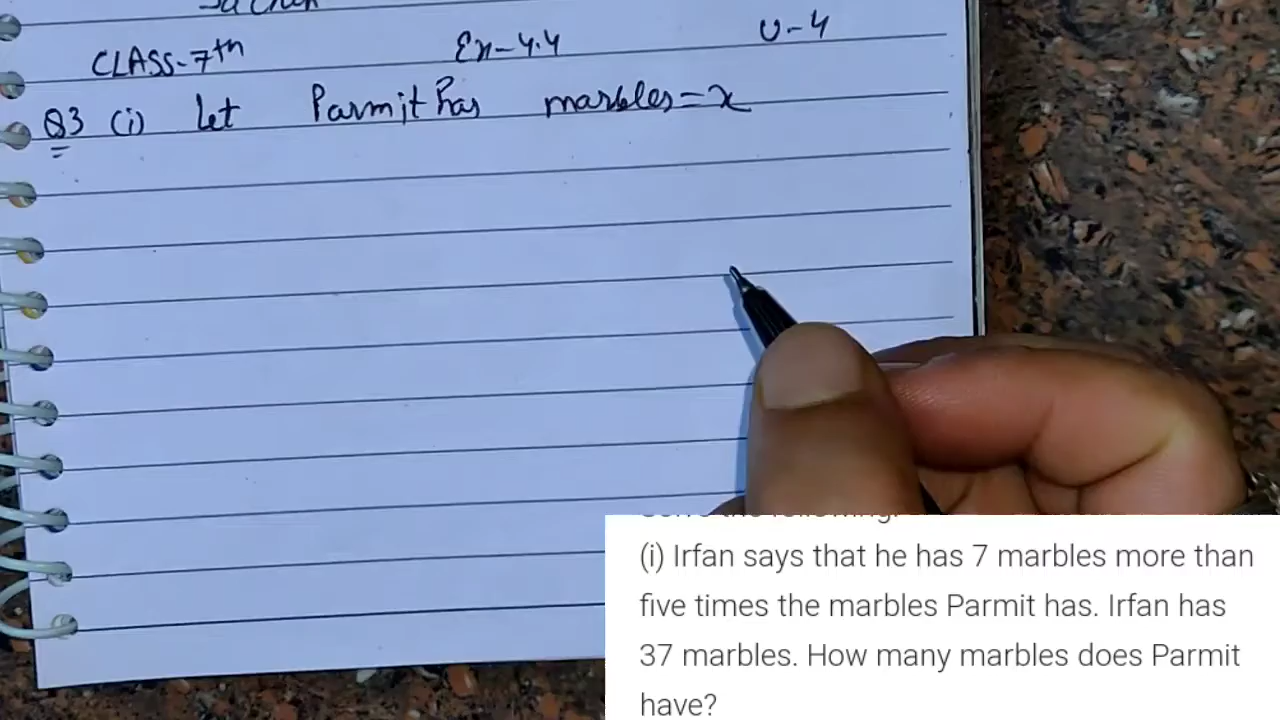 CLASS-7th Ex-4.4 U-4
Q3 (i) Let Parmit has marbles=x
(i) Irfan says that he has 7 marbles more than
five times the marbles Parmit has. Irfan has
37 marbles. How many marbles does Parmit
have?